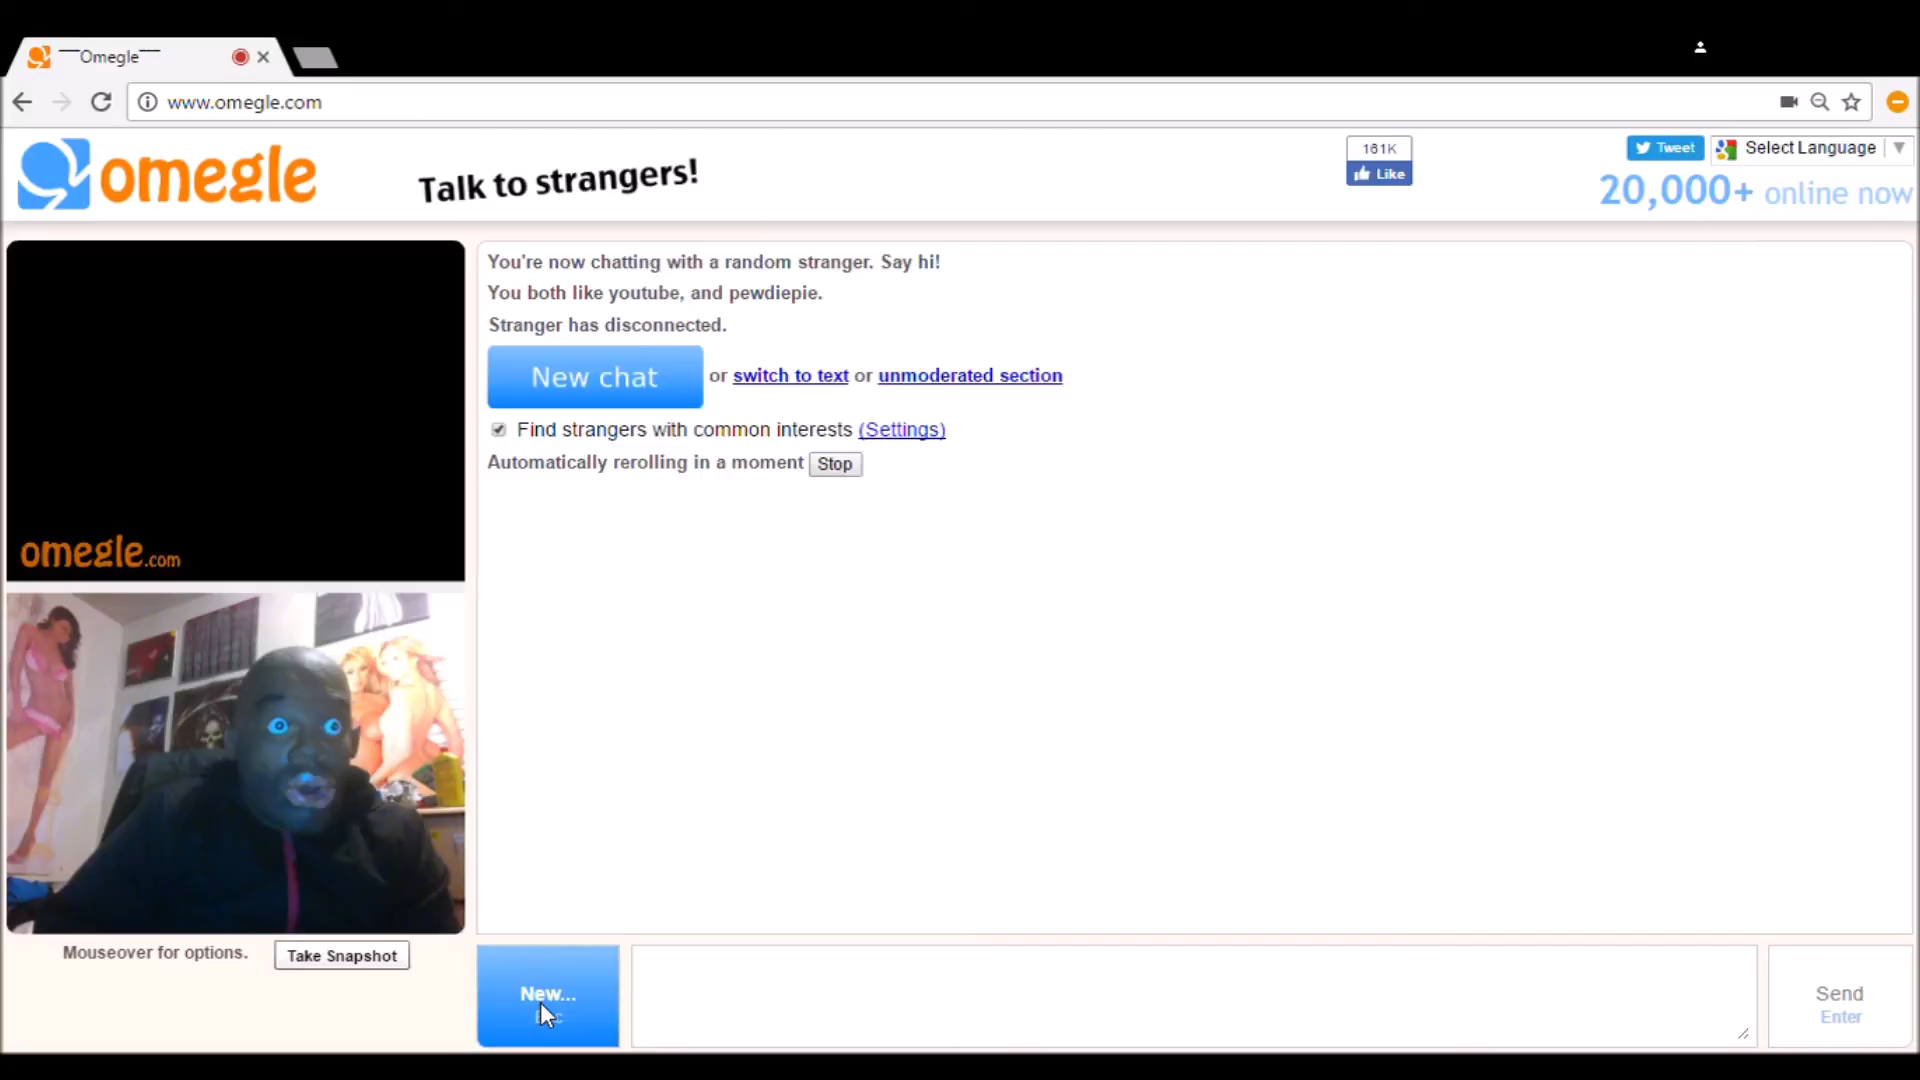 Omegle
www.omegle.com
omegle
Talk to strangers!
161K
Like
Tweet
Select Language
20,000+ online now
You're now chatting with a random stranger. Say hi!
You both like youtube, and pewdiepie.
Stranger has disconnected.
New chat or switch to text or unmoderated section
Find strangers with common interests (Settings)
Automatically rerolling in a moment Stop
omegle.com
Mouseover for options.
Take Snapshot
New...
Send
Enter